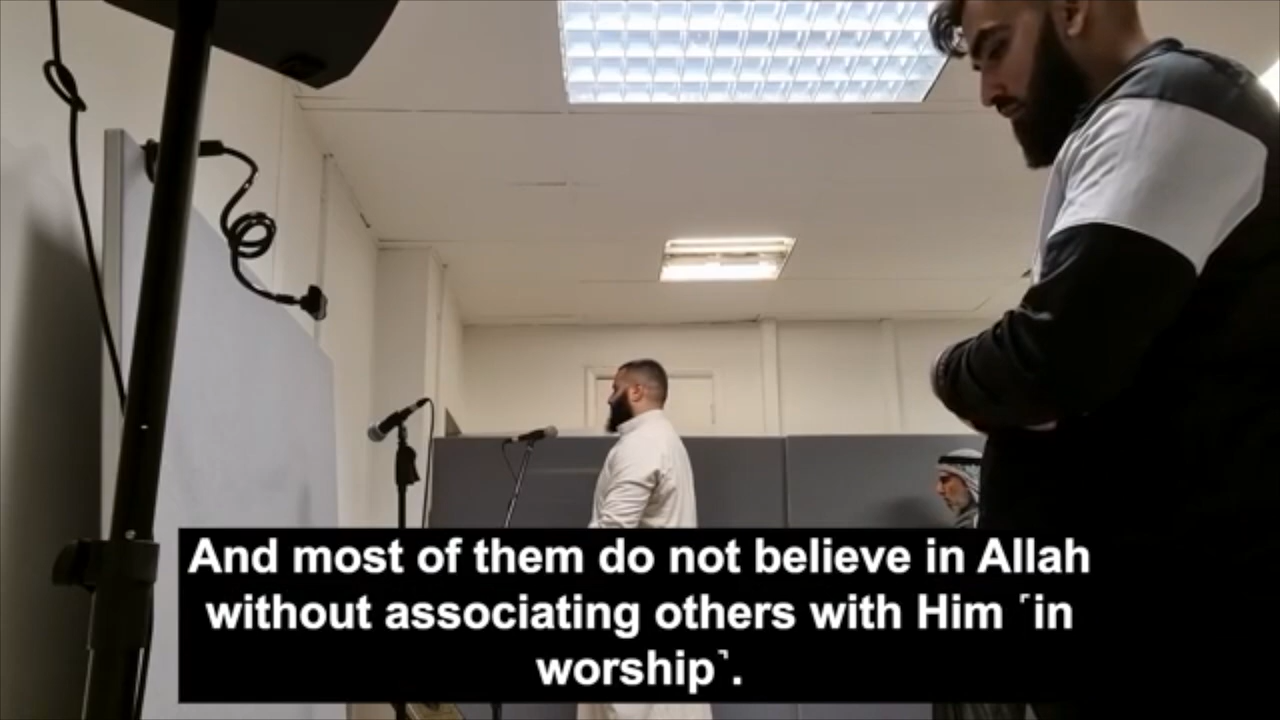 And most of them do not believe in Allah
without associating others with Him ˹in
worship˺.